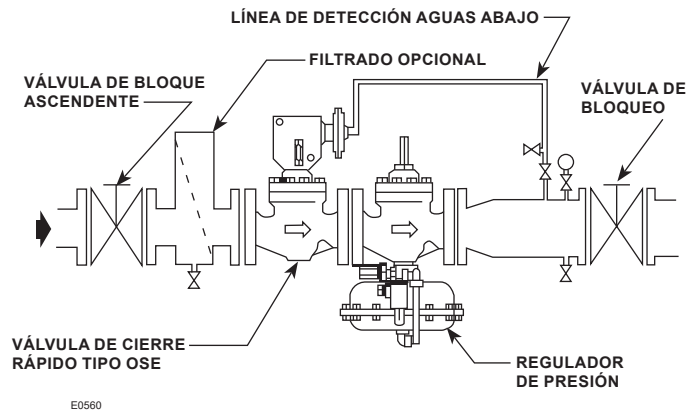 LÍNEA DE DETECCIÓN AGUAS ABAJO
FILTRADO OPCIONAL
VÁLVULA DE BLOQUE
ASCENDENTE
VÁLVULA DE
BLOQUEO
VÁLVULA DE CIERRE
RÁPIDO TIPO OSE
REGULADOR
DE PRESIÓN
E0560